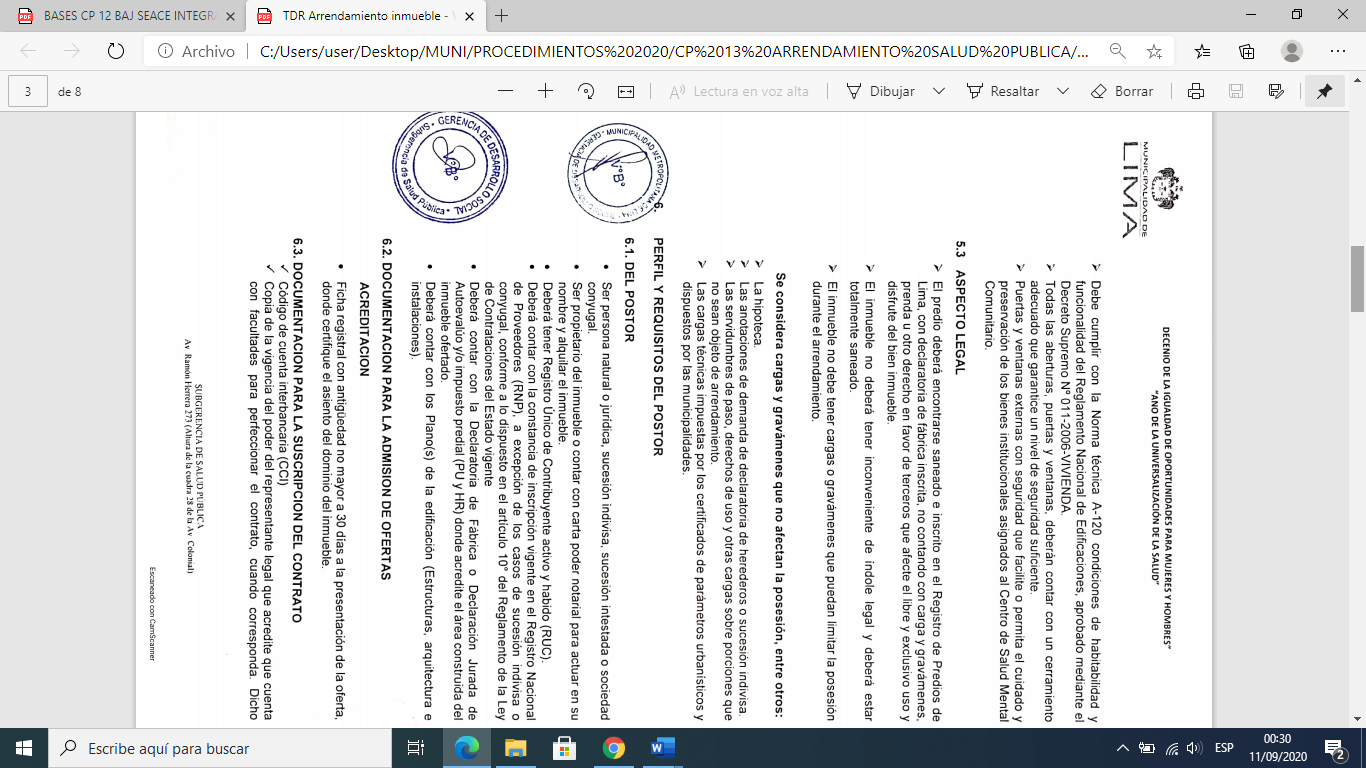 BASES CP 12 BAJ SEACE INTEGRA
TDR Arrendamiento inmueble - V
Archivo
C:/Users/user/Desktop/MUNI/PROCEDIMIENTOS%202020/CP%2013%20ARRENDAMIENTO%20SALUD%20PUBLICA/...
3 de 8
Lectura en voz alta
Dibujar
Resaltar
Borrar
MUNICIPALIDAD DE
LIMA
DECENIO DE LA IGUALDAD DE OPORTUNIDADES PARA MUJERES Y HOMBRES"
"AÑO DE LA UNIVERSALIZACIÓN DE LA SALUD"
➢ Debe cumplir con la Norma técnica A-120 condiciones de habitabilidad y
funcionalidad del Reglamento Nacional de Edificaciones, aprobado mediante el
Decreto Supremo N° 011-2006-VIVIENDA.
➢ Todas las aberturas, puertas y ventanas, deberán contar con un cerramiento
adecuado que garantice un nivel de seguridad suficiente.
➢ Puertas y ventanas externas con seguridad que facilite o permita el cuidado y
preservación de los bienes institucionales asignados al Centro de Salud Mental
Comunitario.
5.3 ASPECTO LEGAL
➢ El predio deberá encontrarse saneado e inscrito en el Registro de Predios de
Lima, con declaratoria de fábrica inscrita, no contando con carga y gravámenes,
prenda u otro derecho en favor de terceros que afecte el libre y exclusivo uso y
disfrute del bien inmueble.
➢ El inmueble no deberá tener inconveniente de índole legal y deberá estar
totalmente saneado.
➢ El inmueble no debe tener cargas o gravámenes que puedan limitar la posesión
durante el arrendamiento.
Se considera cargas y gravámenes que no afectan la posesión, entre otros:
➢ La hipoteca.
➢ Las anotaciones de demanda de declaratoria de herederos o sucesión indivisa.
➢ Las servidumbres de paso, derechos de uso y otras cargas sobre porciones que
no sean objeto de arrendamiento.
➢ Las cargas técnicas impuestas por los certificados de parámetros urbanísticos y
dispuestos por las municipalidades.
6. PERFIL Y REQUISITOS DEL POSTOR
6.1. DEL POSTOR
• Ser persona natural o jurídica, sucesión indivisa, sucesión intestada o sociedad
conyugal.
• Ser propietario del inmueble o contar con carta poder notarial para actuar en su
nombre y alquilar el inmueble.
• Deberá tener Registro Único de Contribuyente activo y habido (RUC).
• Deberá contar con la constancia de inscripción vigente en el Registro Nacional
de Proveedores (RNP), a excepción de los casos de sucesión indivisa o
conyugal, conforme a lo dispuesto en el artículo 10° del Reglamento de la Ley
de Contrataciones del Estado vigente
• Deberá contar con la Declaratoria de Fábrica o Declaración Jurada de
Autoevalúo y/o impuesto predial (PU y HR) donde acredite el área construida del
inmueble ofertado.
• Deberá contar con los Plano(s) de la edificación (Estructuras, arquitectura e
instalaciones).
6.2. DOCUMENTACION PARA LA ADMISION DE OFERTAS
ACREDITACION
• Ficha registral con antigüedad no mayor a 30 días a la presentación de la oferta,
donde certifique el asiento del dominio del inmueble.
6.3. DOCUMENTACION PARA LA SUSCRIPCION DEL CONTRATO
✓ Código de cuenta interbancaria (CCI)
✓ Copia de la vigencia del poder del representante legal que acredite que cuenta
con facultades para perfeccionar el contrato, cuando corresponda. Dicho
SUBGERENCIA DE SALUD PUBLICA
Av. Ramón Herrera 272 (Altura de la cuadra 28 de la Av. Colonial)
Escaneado con CamScanner
MUNICIPALIDAD METROPOLITANA DE LIMA
V°B°
GERENCIA DE DESARROLLO SOCIAL
V°B°
Subgerencia de Salud Pública
Escribe aquí para buscar
ESP
00:30
11/09/2020
2